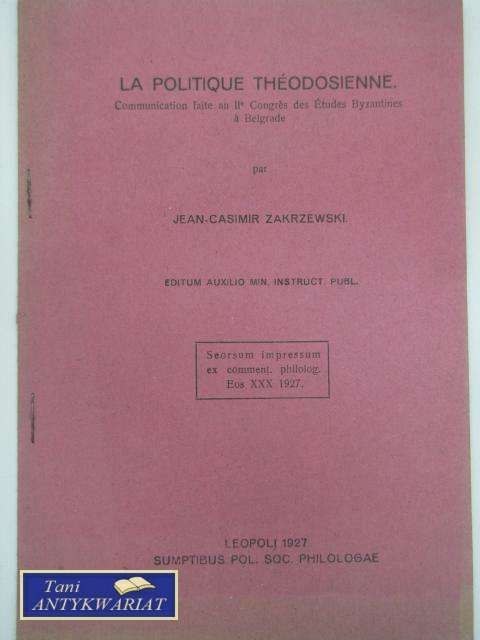 LA POLITIQUE THÉODOSIENNE.
Communication faite au IIe Congrès des Études Byzantines
à Belgrade
par
JEAN-CASIMIR ZAKRZEWSKI.
EDITUM AUXILIO MIN. INSTRUCT. PUBL.
Seorsum impressum
ex comment. philolog.
Eos XXX 1927.
LEOPOLI 1927
SUMPTIBUS POL. SOC. PHILOLOGAE
Tani
ANTYKWARIAT